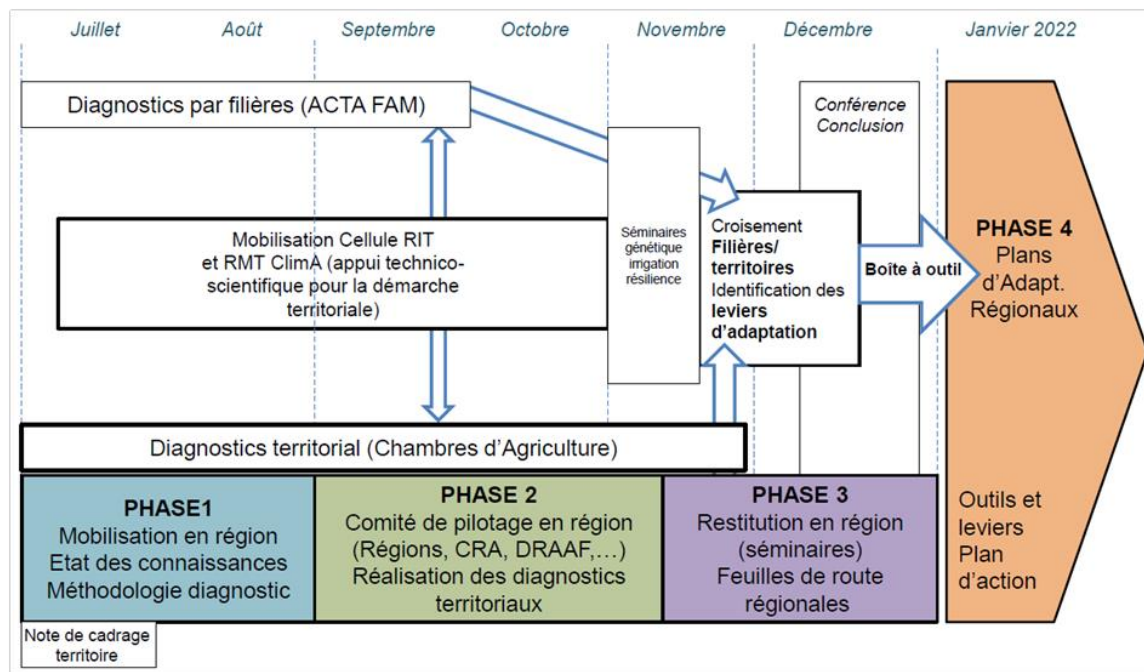 Juillet
Août
Septembre
Octobre
Novembre
Décembre
Janvier 2022
Diagnostics par filières (ACTA FAM)
Conférence
Conclusion
Mobilisation Cellule RIT
et RMT ClimA (appui technico-
scientifique pour la démarche
territoriale)
Séminaires
génétique
irrigation
résilience
Croisement
Filières/
territoires
Identification des
leviers
d’adaptation
Boîte à outil
PHASE 4
Plans
d’Adapt.
Régionaux
Outils et
leviers
Plan
d’action
Diagnostics territorial (Chambres d’Agriculture)
PHASE1
Mobilisation en région
Etat des connaissances
Méthodologie diagnostic
PHASE 2
Comité de pilotage en région
(Régions, CRA, DRAAF,…)
Réalisation des diagnostics
territoriaux
PHASE 3
Restitution en région
(séminaires)
Feuilles de route
régionales
Note de cadrage
territoire